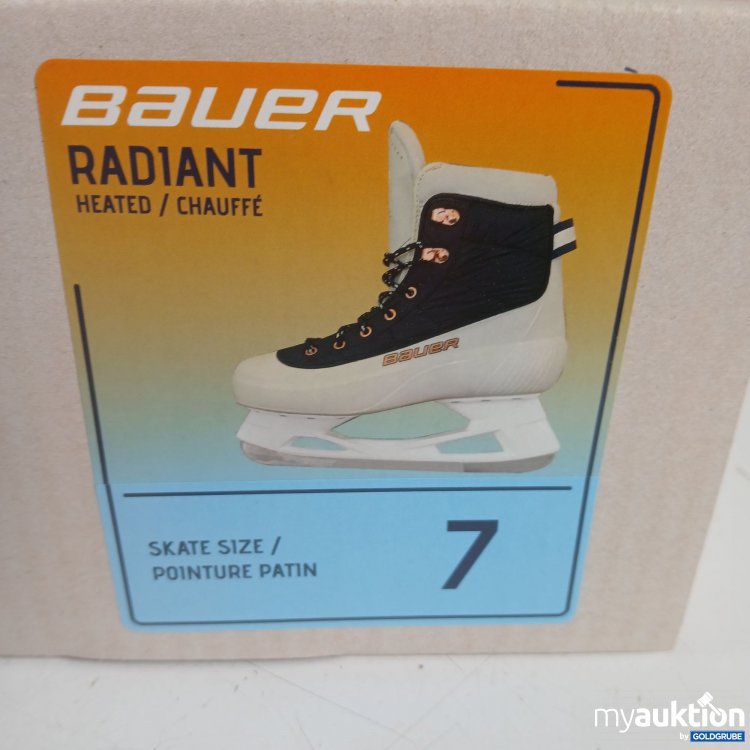 BAUER
RADIANT
HEATED / CHAUFFÉ
BAUER
SKATE SIZE /
POINTURE PATIN
7
myauktion
by GOLDGRUBE